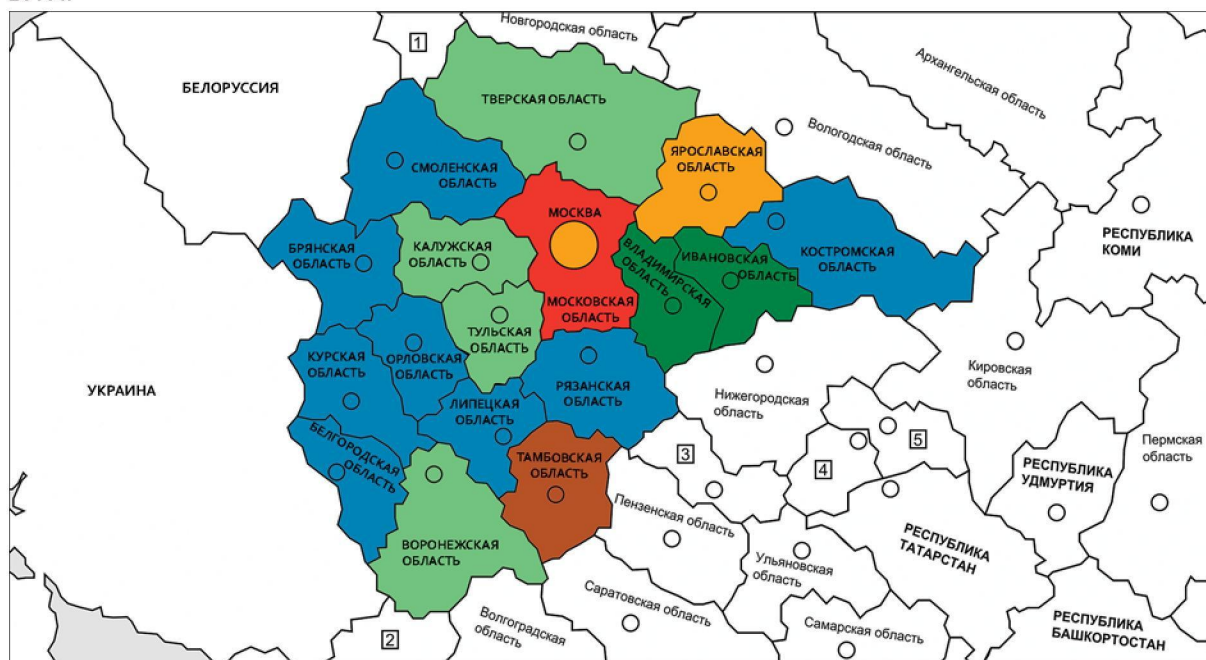 1
Новгородская область
БЕЛОРУССИЯ
ТВЕРСКАЯ ОБЛАСТЬ
Архангельская область
Вологодская область
ЯРОСЛАВСКАЯ
ОБЛАСТЬ
СМОЛЕНСКАЯ
ОБЛАСТЬ
МОСКВА
РЕСПУБЛИКА
КОМИ
БРЯНСКАЯ
ОБЛАСТЬ
КАЛУЖСКАЯ
ОБЛАСТЬ
ВЛАДИМИРСКАЯ
ОБЛАСТЬ
ИВАНОВСКАЯ
ОБЛАСТЬ
КОСТРОМСКАЯ
ОБЛАСТЬ
МОСКОВСКАЯ
ОБЛАСТЬ
ТУЛЬСКАЯ
ОБЛАСТЬ
КУРСКАЯ
ОБЛАСТЬ
ОРЛОВСКАЯ
ОБЛАСТЬ
УКРАИНА
РЯЗАНСКАЯ
ОБЛАСТЬ
Нижегородская
область
Кировская
область
ЛИПЕЦКАЯ
ОБЛАСТЬ
БЕЛГОРОДСКАЯ
ОБЛАСТЬ
ТАМБОВСКАЯ
ОБЛАСТЬ
3
4
5
Пермская
область
РЕСПУБЛИКА
УДМУРТИЯ
Пензенская область
ВОРОНЕЖСКАЯ
ОБЛАСТЬ
РЕСПУБЛИКА
ТАТАРСТАН
Ульяновская
область
Саратовская область
2
Волгоградская
область
Самарская область
РЕСПУБЛИКА
БАШКОРТОСТАН